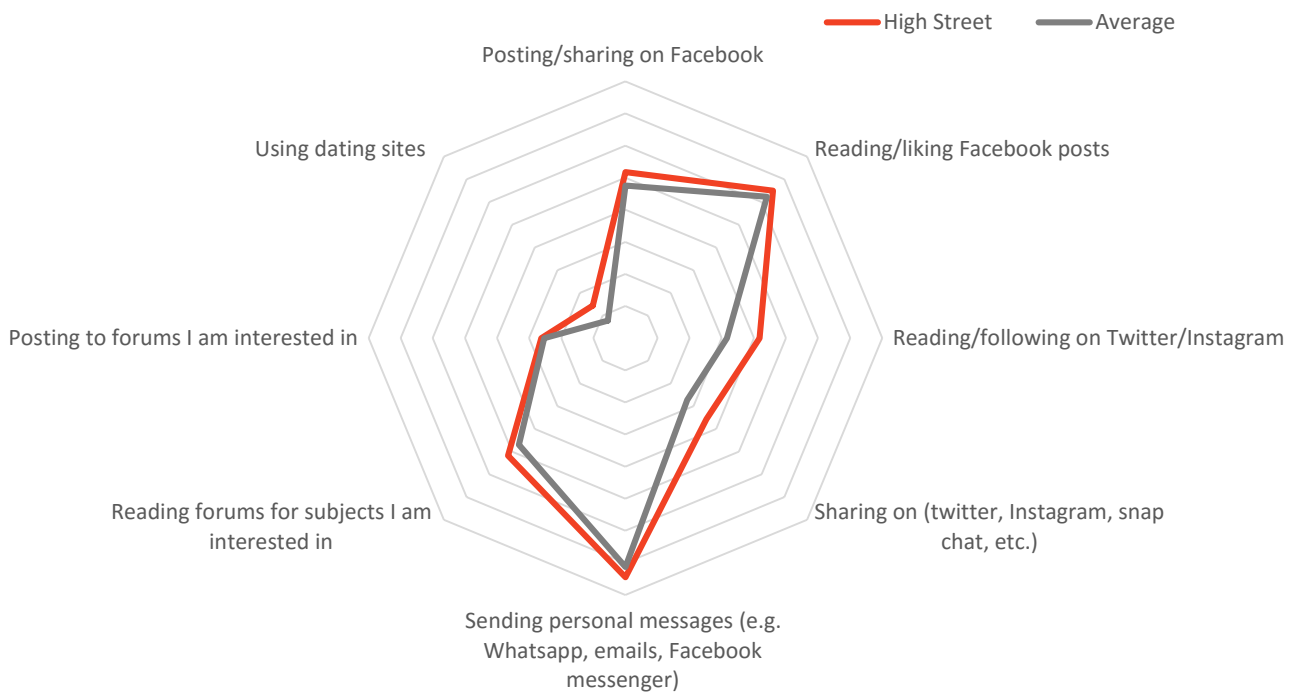 High Street
Average
Posting/sharing on Facebook
Using dating sites
Reading/liking Facebook posts
Posting to forums I am interested in
Reading/following on Twitter/Instagram
Reading forums for subjects I am
interested in
Sharing on (twitter, Instagram, snap
chat, etc.)
Sending personal messages (e.g.
Whatsapp, emails, Facebook
messenger)